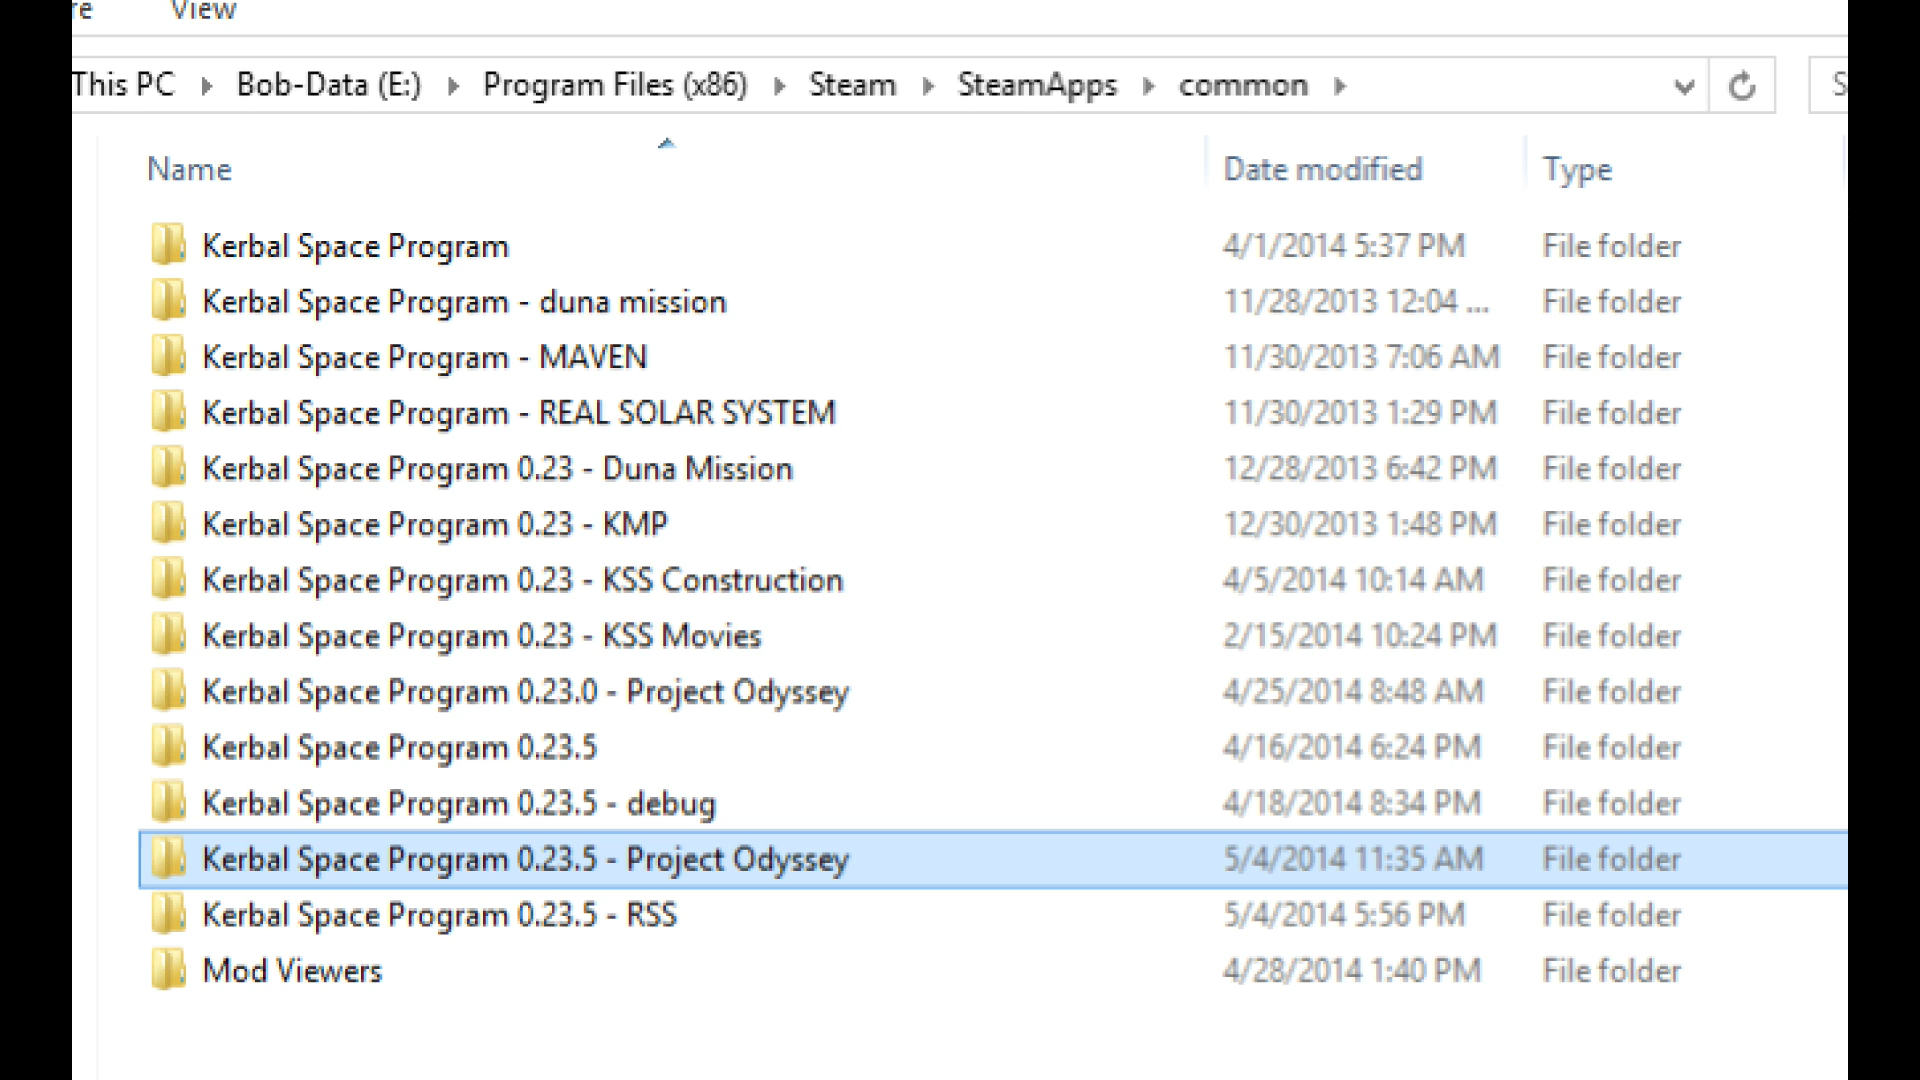 re View
This PC Bob-Data (E:) Program Files (x86) Steam SteamApps common S
Name Date modified Type
Kerbal Space Program 4/1/2014 5:37 PM File folder
Kerbal Space Program - duna mission 11/28/2013 12:04 ... File folder
Kerbal Space Program - MAVEN 11/30/2013 7:06 AM File folder
Kerbal Space Program - REAL SOLAR SYSTEM 11/30/2013 1:29 PM File folder
Kerbal Space Program 0.23 - Duna Mission 12/28/2013 6:42 PM File folder
Kerbal Space Program 0.23 - KMP 12/30/2013 1:48 PM File folder
Kerbal Space Program 0.23 - KSS Construction 4/5/2014 10:14 AM File folder
Kerbal Space Program 0.23 - KSS Movies 2/15/2014 10:24 PM File folder
Kerbal Space Program 0.23.0 - Project Odyssey 4/25/2014 8:48 AM File folder
Kerbal Space Program 0.23.5 4/16/2014 6:24 PM File folder
Kerbal Space Program 0.23.5 - debug 4/18/2014 8:34 PM File folder
Kerbal Space Program 0.23.5 - Project Odyssey 5/4/2014 11:35 AM File folder
Kerbal Space Program 0.23.5 - RSS 5/4/2014 5:56 PM File folder
Mod Viewers 4/28/2014 1:40 PM File folder